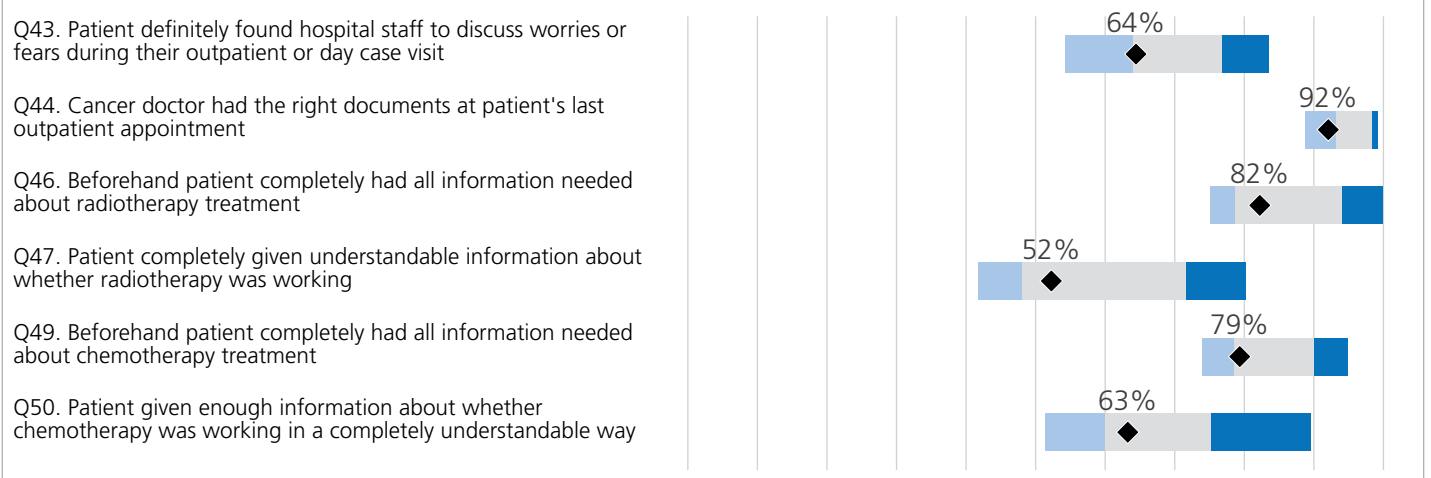 64%
Q43. Patient definitely found hospital staff to discuss worries or
fears during their outpatient or day case visit
92%
Q44. Cancer doctor had the right documents at patient's last
outpatient appointment
82%
Q46. Beforehand patient completely had all information needed
about radiotherapy treatment
52%
Q47. Patient completely given understandable information about
whether radiotherapy was working
79%
Q49. Beforehand patient completely had all information needed
about chemotherapy treatment
63%
Q50. Patient given enough information about whether
chemotherapy was working in a completely understandable way